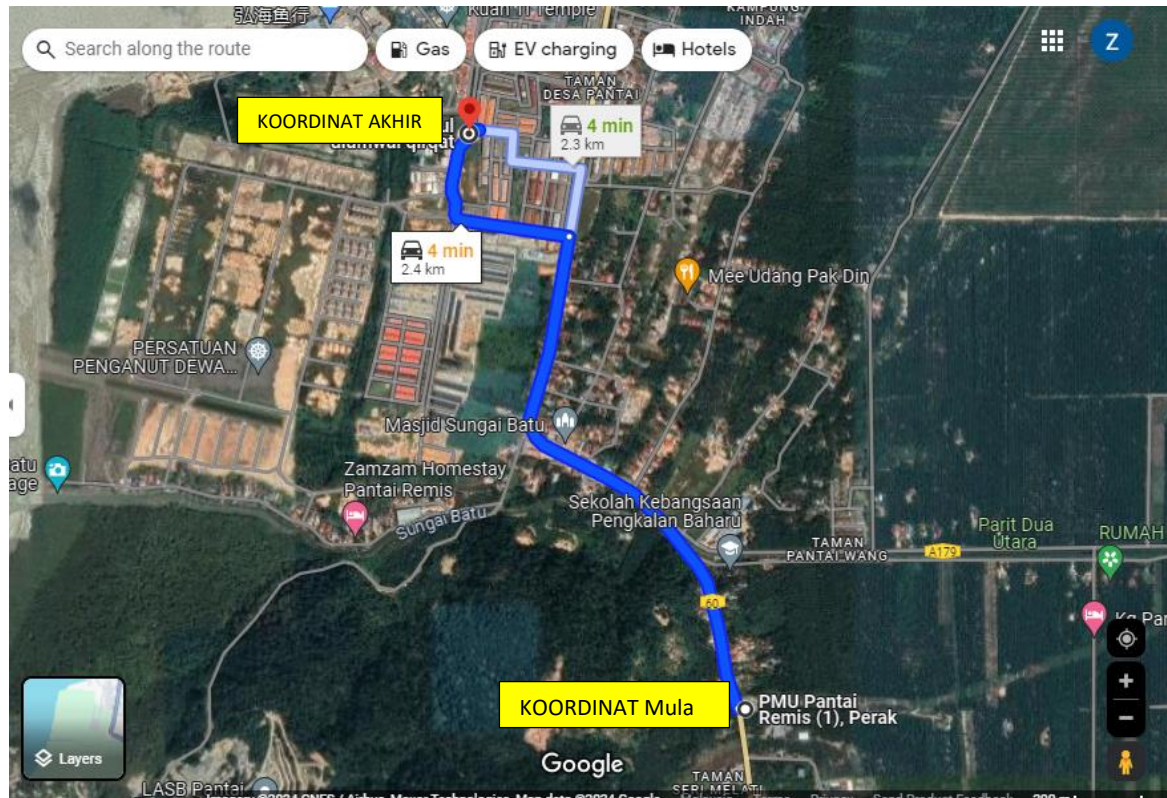 弘海鱼行
Kuan Ti Temple
KAMPUNG
INDAH
Search along the route
Gas
EV charging
Hotels
Z
TAMAN
DESA PANTAI
KOORDINAT AKHIR
4 min
2.3 km
4 min
2.4 km
Mee Udang Pak Din
PERSATUAN
PENGANUT DEWA...
Masjid Sungai Batu
Zamzam Homestay
Pantai Remis
Sungai Batu
Sekolah Kebangsaan
Pengkalan Baharu
TAMAN
PANTAI WANG
A179
Parit Dua
Utara
RUMAH
60
KOORDINAT Mula
PMU Pantai
Remis (1), Perak
Layers
Google
LASB Pantai
TAMAN
SERI MELATI